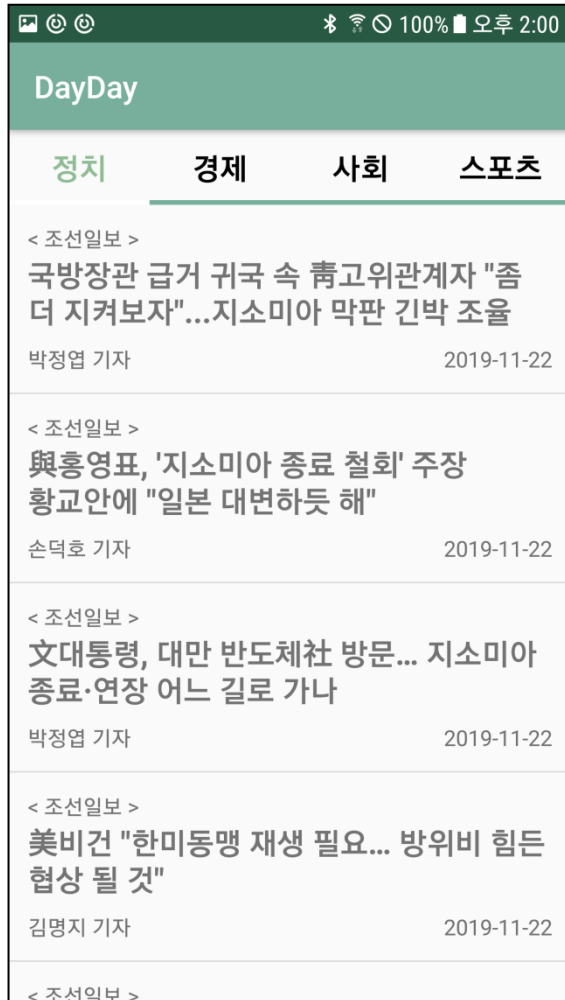 100% 오후 2:00
DayDay
정치 경제 사회 스포츠
< 조선일보 >
국방장관 급거 귀국 속 靑고위관계자 "좀
더 지켜보자"...지소미아 막판 긴박 조율
박정엽 기자 2019-11-22
< 조선일보 >
與홍영표, '지소미아 종료 철회' 주장
황교안에 "일본 대변하듯 해"
손덕호 기자 2019-11-22
< 조선일보 >
文대통령, 대만 반도체社 방문... 지소미아
종료·연장 어느 길로 가나
박정엽 기자 2019-11-22
< 조선일보 >
美비건 "한미동맹 재생 필요... 방위비 힘든
협상 될 것"
김명지 기자 2019-11-22
< 조선일보 >